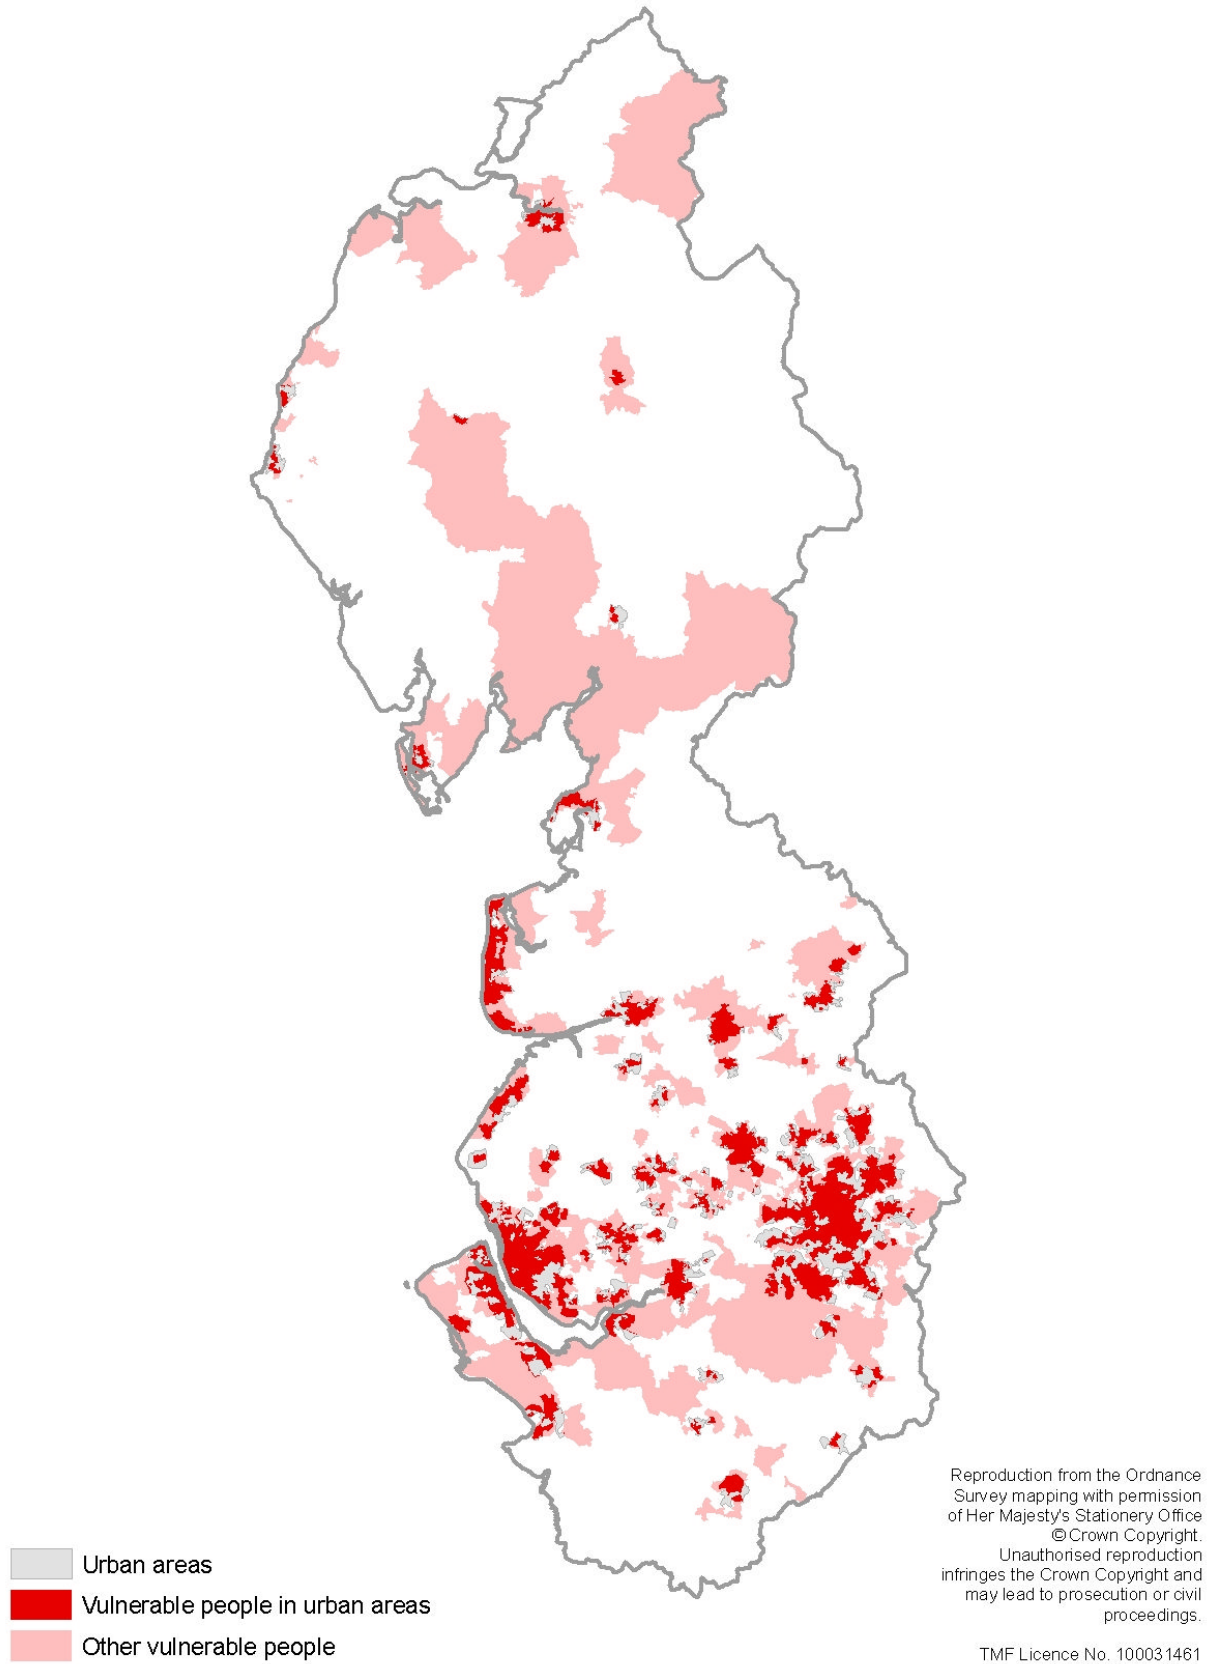 Reproduction from the Ordnance
Survey mapping with permission
of Her Majesty's Stationery Office
© Crown Copyright.
Unauthorised reproduction
infringes the Crown Copyright and
may lead to prosecution or civil
proceedings.
TMF Licence No. 100031461
Urban areas
Vulnerable people in urban areas
Other vulnerable people